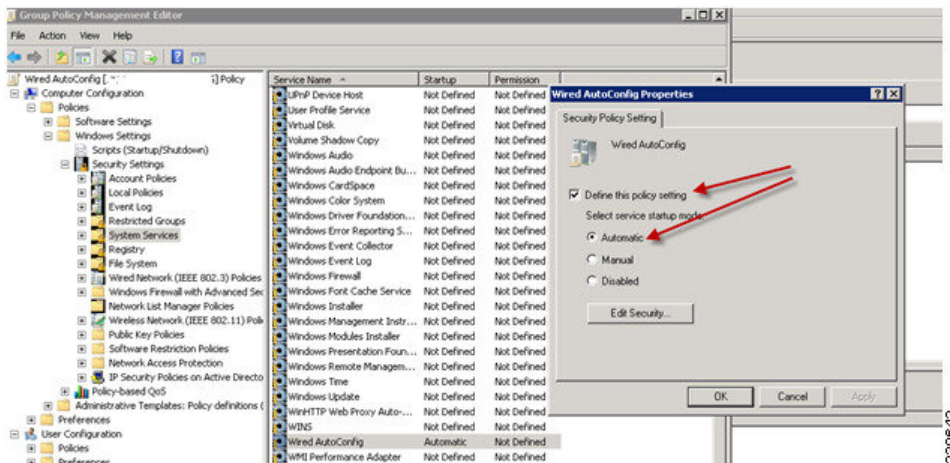 Group Policy Management Editor
File Action View Help
Wired AutoConfig [ ] Policy
Computer Configuration
Policies
Software Settings
Windows Settings
Scripts (Startup/Shutdown)
Security Settings
Account Policies
Local Policies
Event Log
Restricted Groups
System Services
Registry
File System
Wired Network (IEEE 802.3) Policies
Windows Firewall with Advanced Sec
Network List Manager Policies
Wireless Network (IEEE 802.11) Poli
Public Key Policies
Software Restriction Policies
Network Access Protection
IP Security Policies on Active Directo
Policy-based QoS
Administrative Templates: Policy definitions (
Preferences
User Configuration
Policies
Preferences
Service Name Startup Permission
UPnP Device Host Not Defined Not Defined
User Profile Service Not Defined Not Defined
Virtual Disk Not Defined Not Defined
Volume Shadow Copy Not Defined Not Defined
Windows Audio Not Defined Not Defined
Windows Audio Endpoint Bu... Not Defined Not Defined
Windows CardSpace Not Defined Not Defined
Windows Color System Not Defined Not Defined
Windows Driver Foundation... Not Defined Not Defined
Windows Error Reporting S... Not Defined Not Defined
Windows Event Collector Not Defined Not Defined
Windows Event Log Not Defined Not Defined
Windows Firewall Not Defined Not Defined
Windows Font Cache Service Not Defined Not Defined
Windows Installer Not Defined Not Defined
Windows Management Instr... Not Defined Not Defined
Windows Modules Installer Not Defined Not Defined
Windows Presentation Foun... Not Defined Not Defined
Windows Remote Managem... Not Defined Not Defined
Windows Time Not Defined Not Defined
Windows Update Not Defined Not Defined
WinHTTP Web Proxy Auto-... Not Defined Not Defined
WINS Not Defined Not Defined
Wired AutoConfig Automatic Not Defined
WMI Performance Adapter Not Defined Not Defined
Wired AutoConfig Properties
Security Policy Setting
Wired AutoConfig
Define this policy setting
Select service startup mode:
Automatic
Manual
Disabled
Edit Security...
OK Cancel Apply